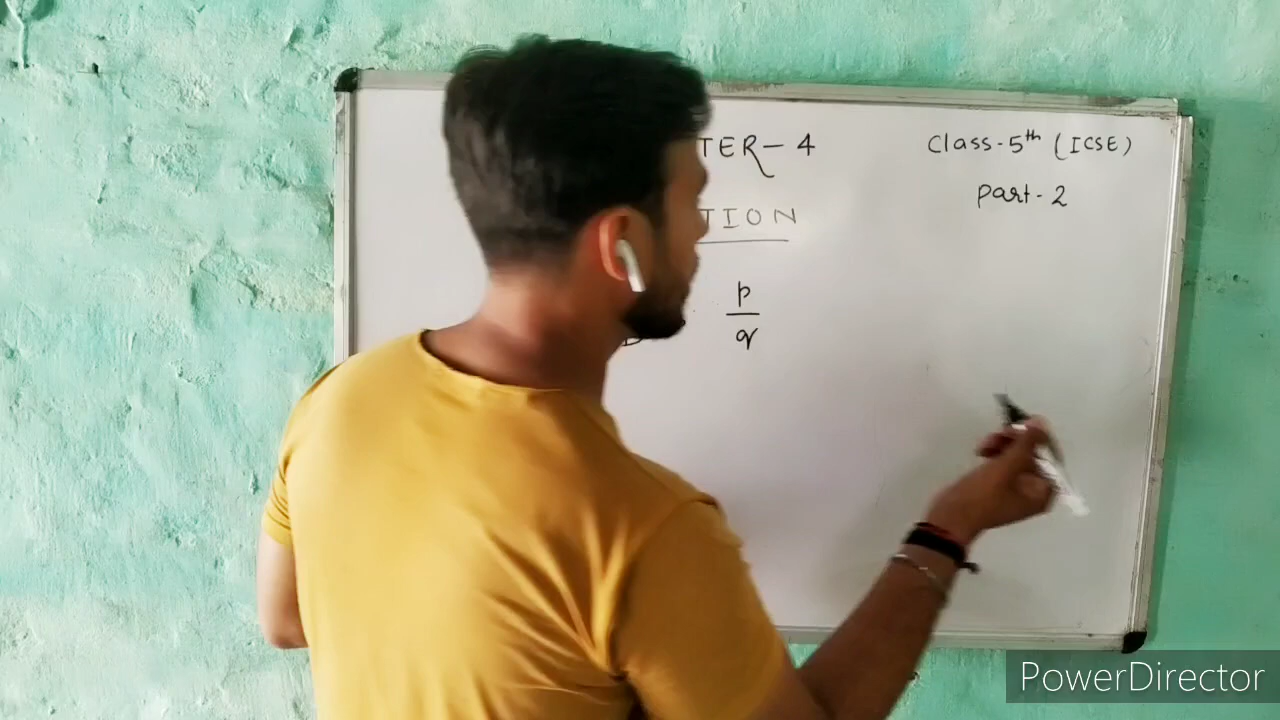 TER-4
Class-5th (ICSE)
Part-2
TION
p
q
PowerDirector